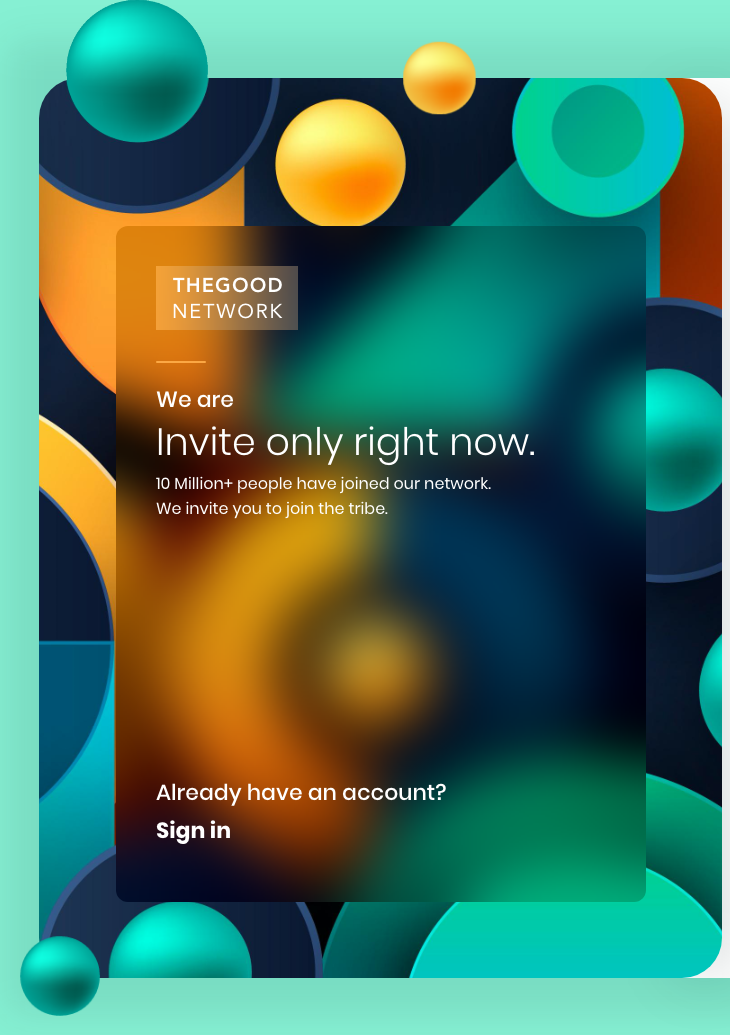 THEGOOD
NETWORK
We are
Invite only right now.
10 Million+ people have joined our network.
We invite you to join the tribe.
Already have an account?
Sign in